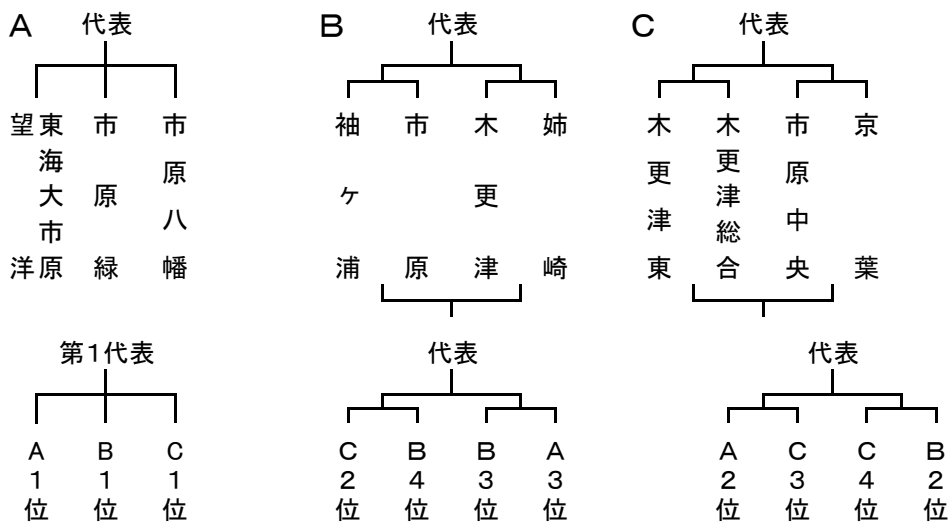 A 代表
東海大市原望洋
市原緑
市原八幡
B 代表
袖ヶ浦
市原
木更津
姉崎
C 代表
木更津東
木更津総合
市原中央
京葉
第1代表
A1位
B1位
C1位
代表
C2位
B4位
B3位
A3位
代表
A2位
C3位
C4位
B2位